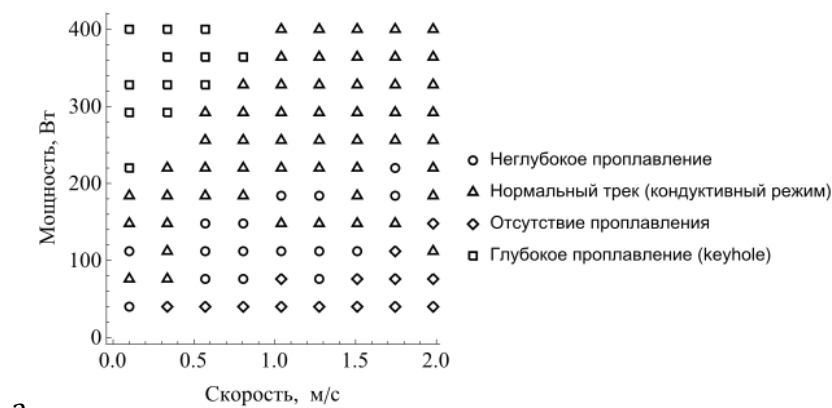 400
300
200
100
0
Мощность, Вт
0.0 0.5 1.0 1.5 2.0
Скорость, м/с
Неглубокое проплавление
Нормальный трек (кондуктивный режим)
Отсутствие проплавления
Глубокое проплавление (keyhole)